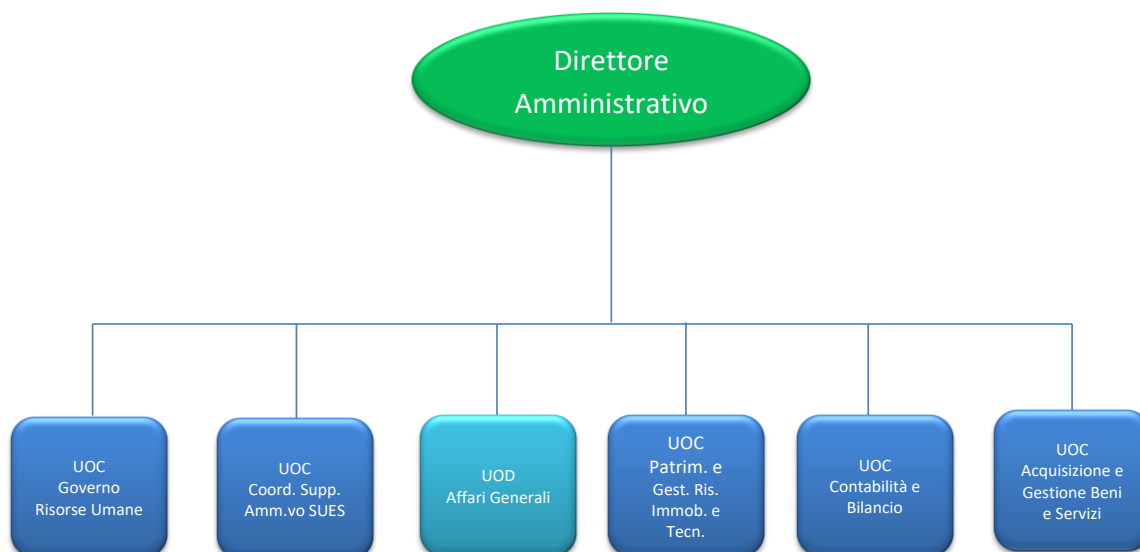 Direttore
Amministrativo
UOC
Governo
Risorse Umane
UOC
Coord. Supp.
Amm.vo SUES
UOD
Affari Generali
UOC
Patrim. e
Gest. Ris.
Immob. e
Tecn.
UOC
Contabilità e
Bilancio
UOC
Acquisizione e
Gestione Beni
e Servizi